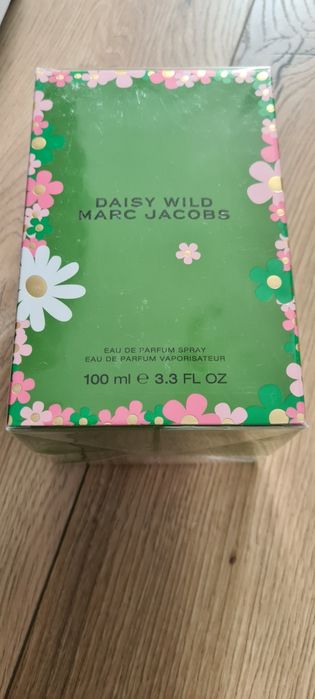 DAISY WILD
MARC JACOBS
EAU DE PARFUM SPRAY
EAU DE PARFUM VAPORISATEUR
100 ml ℮ 3.3 FL OZ